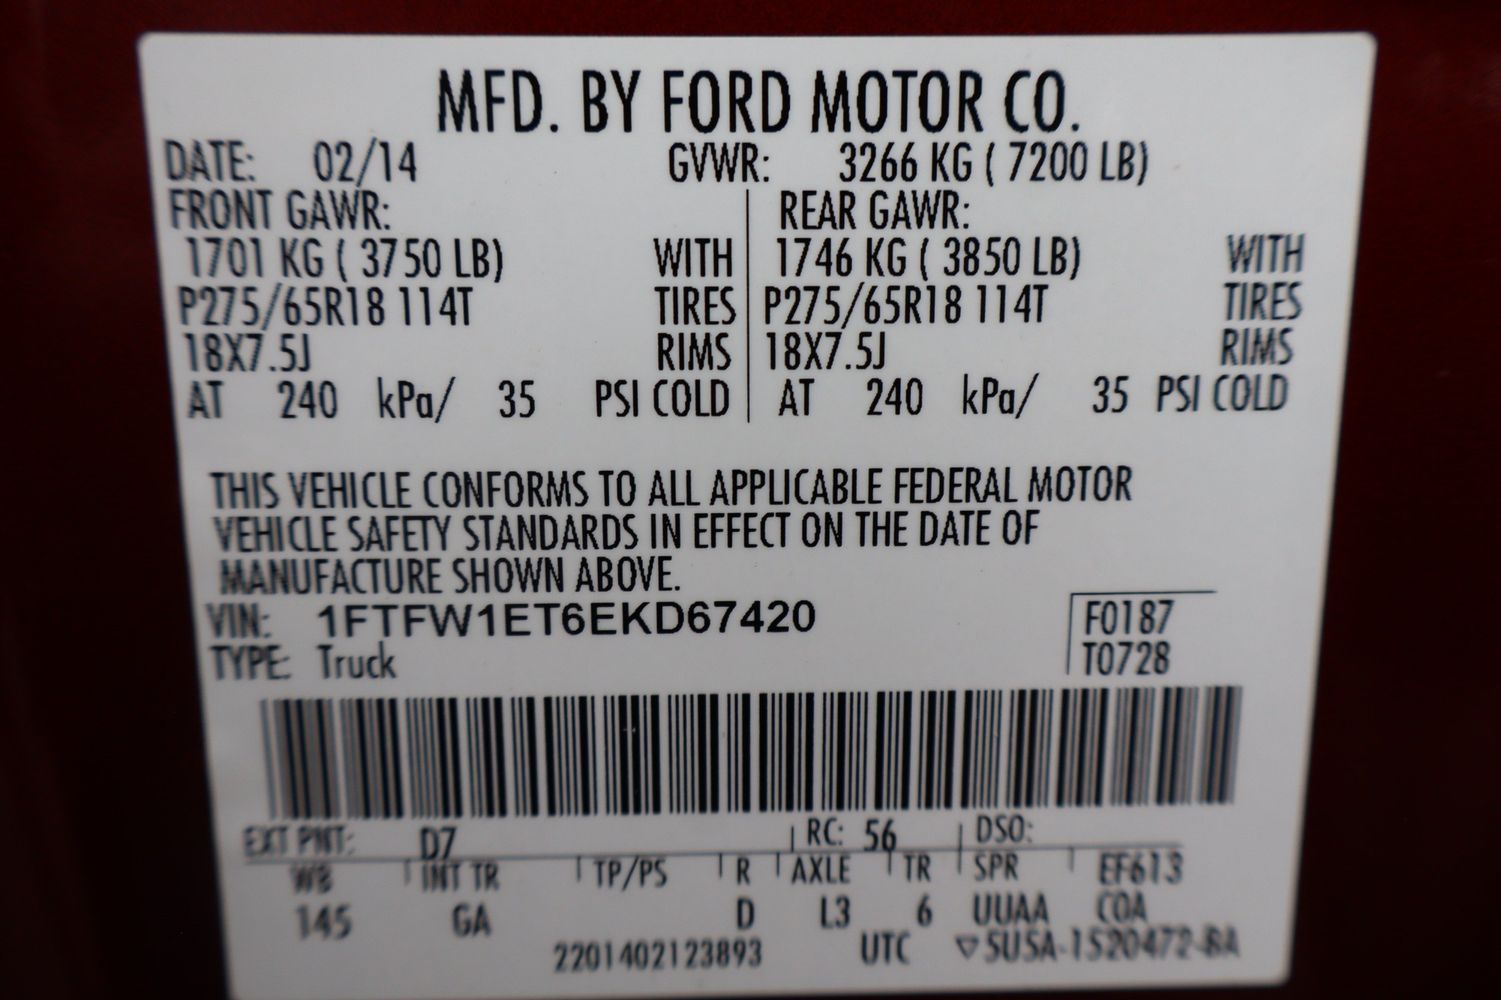 MFD. BY FORD MOTOR CO.
DATE: 02/14 GVWR: 3266 KG ( 7200 LB)
FRONT GAWR: REAR GAWR:
1701 KG ( 3750 LB) WITH 1746 KG ( 3850 LB) WITH
P275/65R18 114T TIRES P275/65R18 114T TIRES
18X7.5J RIMS 18X7.5J RIMS
AT 240 kPa/ 35 PSI COLD AT 240 kPa/ 35 PSI COLD
THIS VEHICLE CONFORMS TO ALL APPLICABLE FEDERAL MOTOR
VEHICLE SAFETY STANDARDS IN EFFECT ON THE DATE OF
MANUFACTURE SHOWN ABOVE.
VIN: 1FTFW1ET6EKD67420 F0187
TYPE: Truck T0728
EXT PNT: D7 RC: 56 DSO:
WB INT TR TP/PS R AXLE TR SPR EF613
145 GA D L3 6 UUAA COA
2201402123893 UTC ▽5U5A-1520472-BA